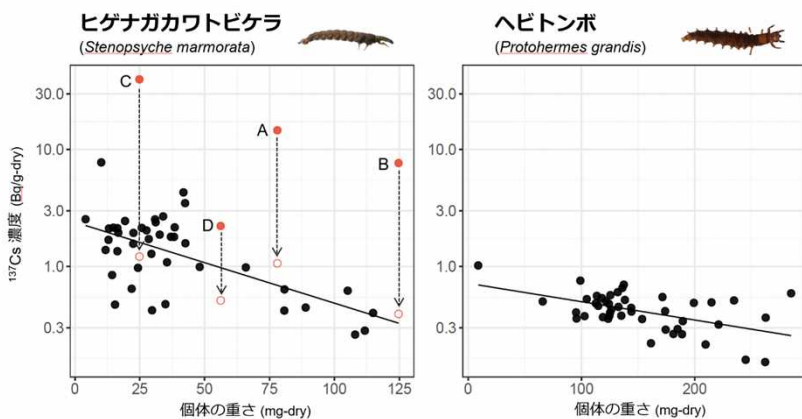 ヒゲナガカワトビケラ
(Stenopsyche marmorata)
ヘビトンボ
(Protohermes grandis)
137Cs 濃度 (Bq/g-dry)
30.0
10.0
3.0
1.0
0.3
C
A
B
D
0
25
50
75
100
125
個体の重さ (mg-dry)
30.0
10.0
3.0
1.0
0.3
0
100
200
個体の重さ (mg-dry)